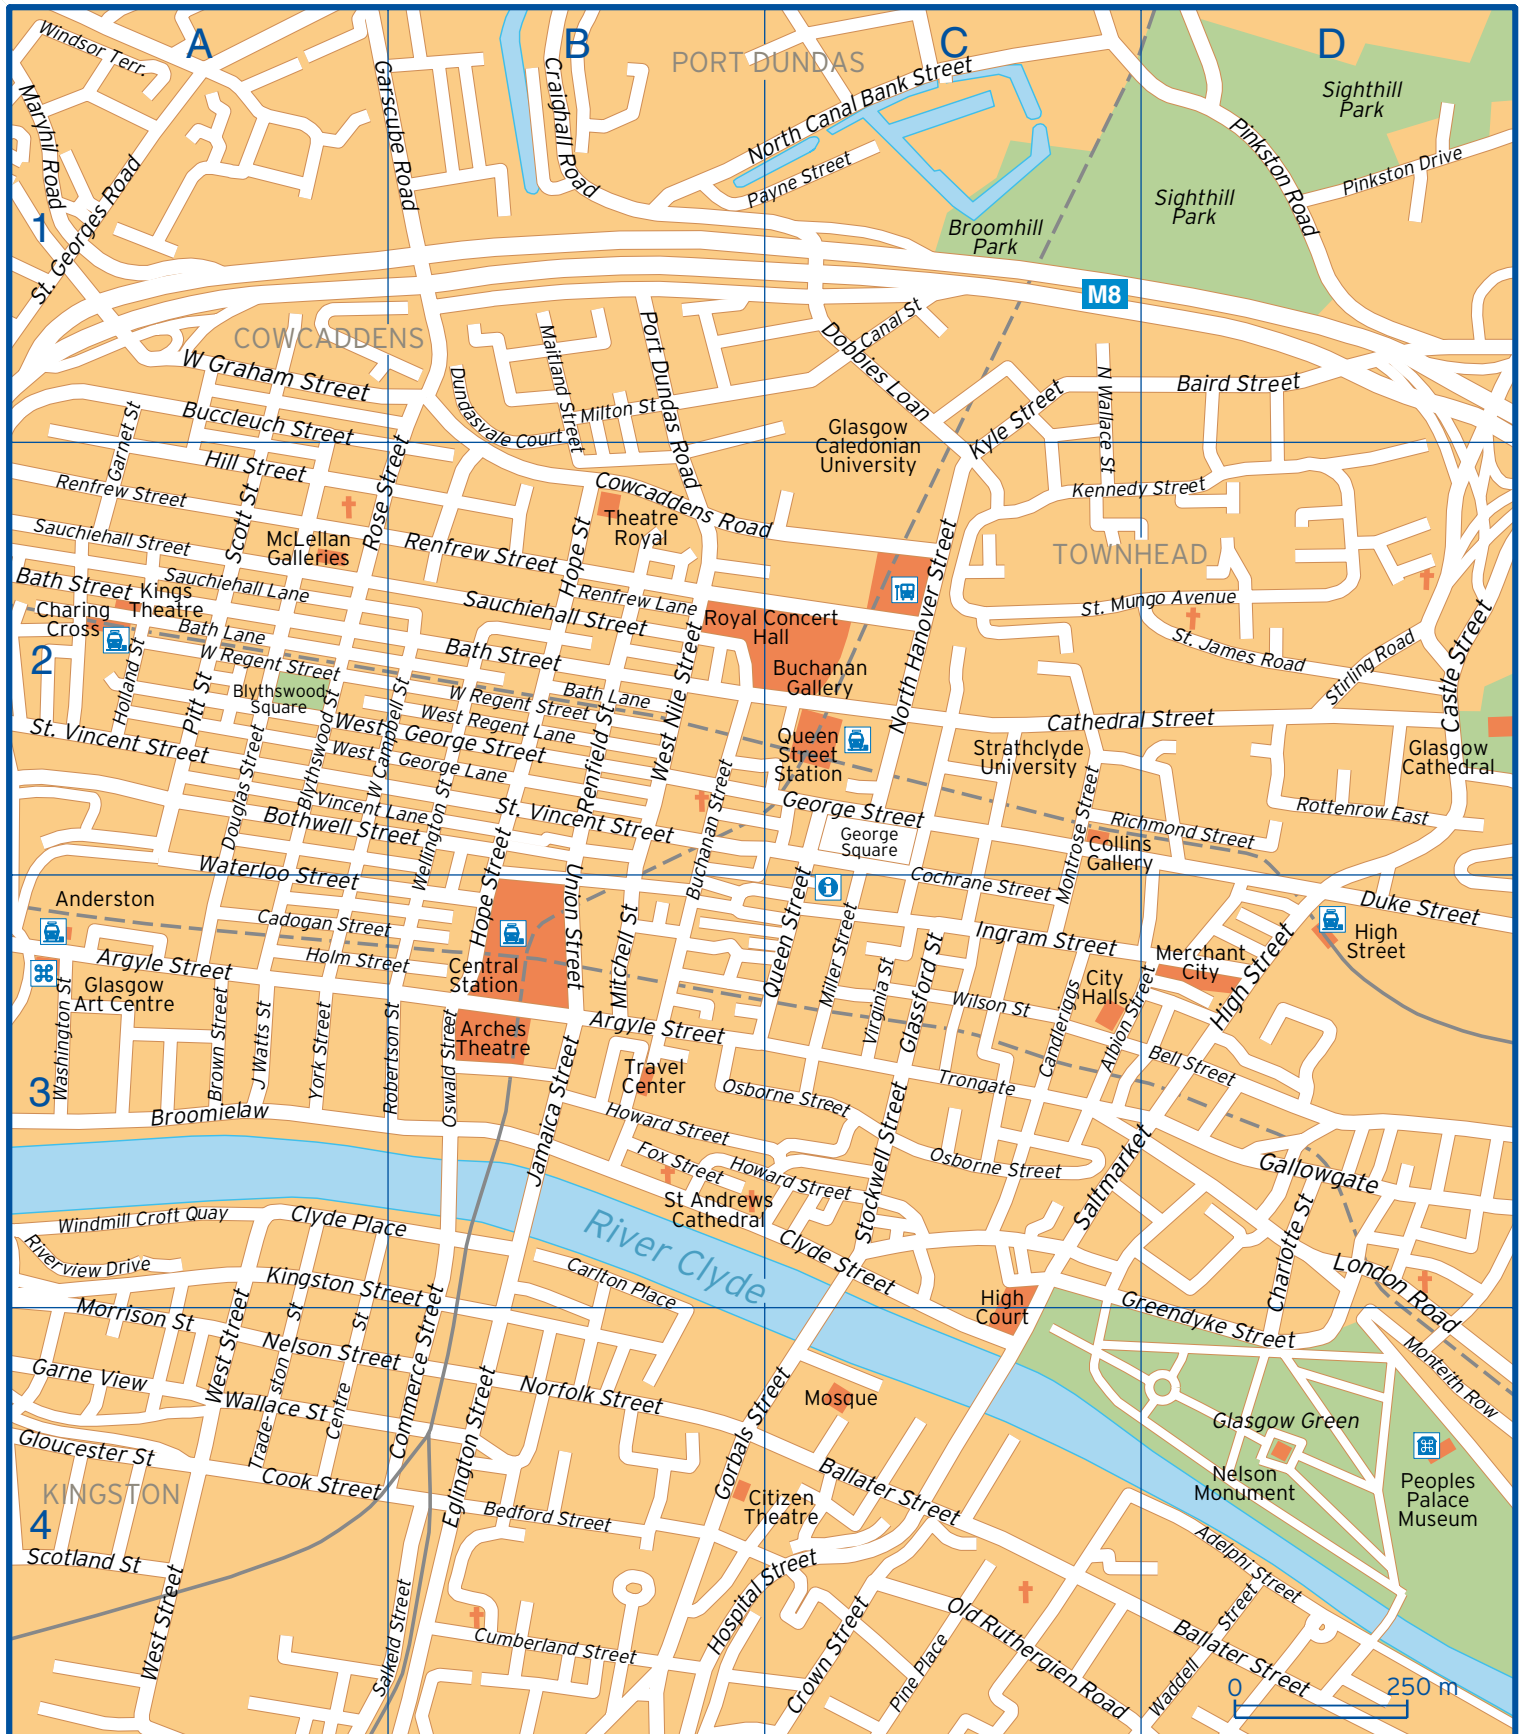 A
B
C
D
PORT DUNDAS
Windsor Terr.
Maryhil Road
St. Georges Road
Garscube Road
Craighall Road
North Canal Bank Street
Payne Street
Sighthill
Park
Pinkston Road
Pinkston Drive
Sighthill
Park
Broomhill
Park
1
M8
COWCADDENS
W Graham Street
Buccleuch Street
Hill Street
Garnet St
Renfrew Street
Scott St
Rose Street
Dundasvale Court
Maitland Street
Milton St
Port Dundas Road
Dobbies Loan
Canal St
Glasgow
Caledonian
University
Kyle Street
N Wallace St
Baird Street
Kennedy Street
Cowcaddens Road
Theatre
Royal
Hope St
TOWNHEAD
Sauchiehall Street
McLellan
Galleries
Renfrew Street
Bath Street
Kings
Theatre
Sauchiehall Lane
Charing
Cross
Bath Lane
W Regent Street
Renfrew Lane
Sauchiehall Street
Royal Concert
Hall
Buchanan
Gallery
North Hanover Street
St. Mungo Avenue
St. James Road
Stirling Road
Castle Street
2
Holland St
Pitt St
Blythswood
Square
Bath Street
Bath Lane
W Regent Street
West Regent Lane
West George Street
West George Lane
West Nile Street
Renfield St
St. Vincent Street
Douglas Street
Blythswood St
W Campbell St
Wellington St
Vincent Lane
Bothwell Street
St. Vincent Street
Waterloo Street
Queen
Street
Station
Buchanan Street
George Street
George
Square
Cathedral Street
Strathclyde
University
Montrose Street
Glasgow
Cathedral
Rottenrow East
Richmond Street
Collins
Gallery
Cochrane Street
Duke Street
Anderston
Cadogan Street
Holm Street
Argyle Street
Glasgow
Art Centre
Hope Street
Union Street
Central
Station
Mitchell St
Queen Street
Miller Street
Virginia St
Glassford St
Ingram Street
Merchant
City
High Street
High
Street
City
Halls
Wilson St
Candleriggs
Albion Street
Bell Street
3
Washington St
Brown Street
J Watts St
York Street
Robertson St
Oswald Street
Arches
Theatre
Argyle Street
Travel
Center
Jamaica Street
Osborne Street
Trongate
Broomielaw
Howard Street
Fox Street
Howard Street
Stockwell Street
Osborne Street
Saltmarket
Gallowgate
St Andrews
Cathedral
Windmill Croft Quay
Clyde Place
Riverview Drive
Kingston Street
River Clyde
Clyde Street
Charlotte St
London Road
Carlton Place
High
Court
Greendyke Street
Monteith Row
Morrison St
Nelson Street
Garne View
West Street
Trade-
ston
St
Centre
St
Wallace St
Commerce Street
Eglington Street
Norfolk Street
Gorbals Street
Mosque
Gloucester St
KINGSTON
Cook Street
Bedford Street
Citizen
Theatre
Ballater Street
Glasgow Green
Nelson
Monument
Peoples
Palace
Museum
4
Scotland St
West Street
Salkeld Street
Cumberland Street
Hospital Street
Crown Street
Pine Place
Old Ruthergien Road
Adelphi Street
Waddell Street
Ballater Street
0
250 m